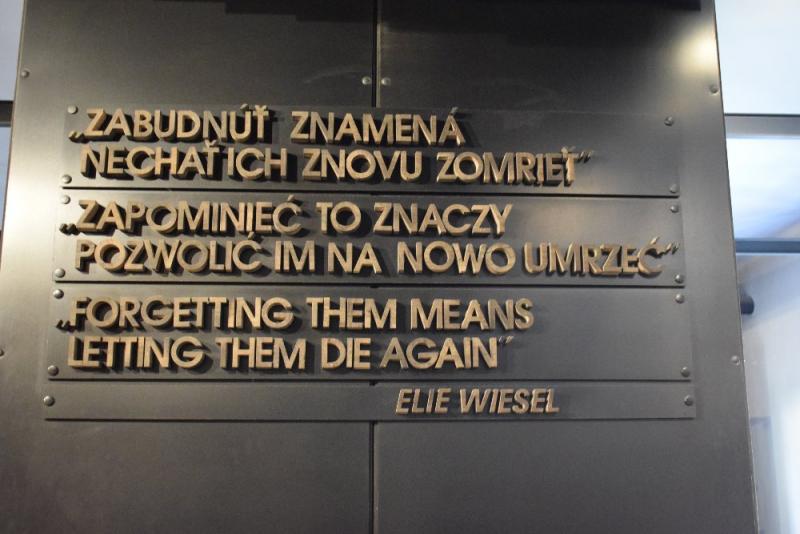 „ZABUDNÚŤ ZNAMENÁ
NECHAŤ ICH ZNOVU ZOMRIEŤ"
„ZAPOMINIEĆ TO ZNACZY
POZWOLIĆ IM NA NOWO UMRZEĆ"
„FORGETTING THEM MEANS
LETTING THEM DIE AGAIN"
ELIE WIESEL